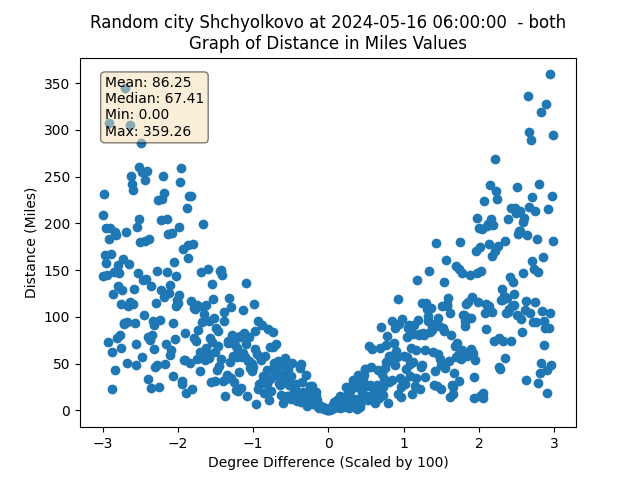 Random city Shchyolkovo at 2024-05-16 06:00:00  - both
Graph of Distance in Miles Values
Mean: 86.25
Median: 67.41
Min: 0.00
Max: 359.26
350
300
250
200
150
100
50
0
Distance (Miles)
−3 −2 −1 0 1 2 3
Degree Difference (Scaled by 100)